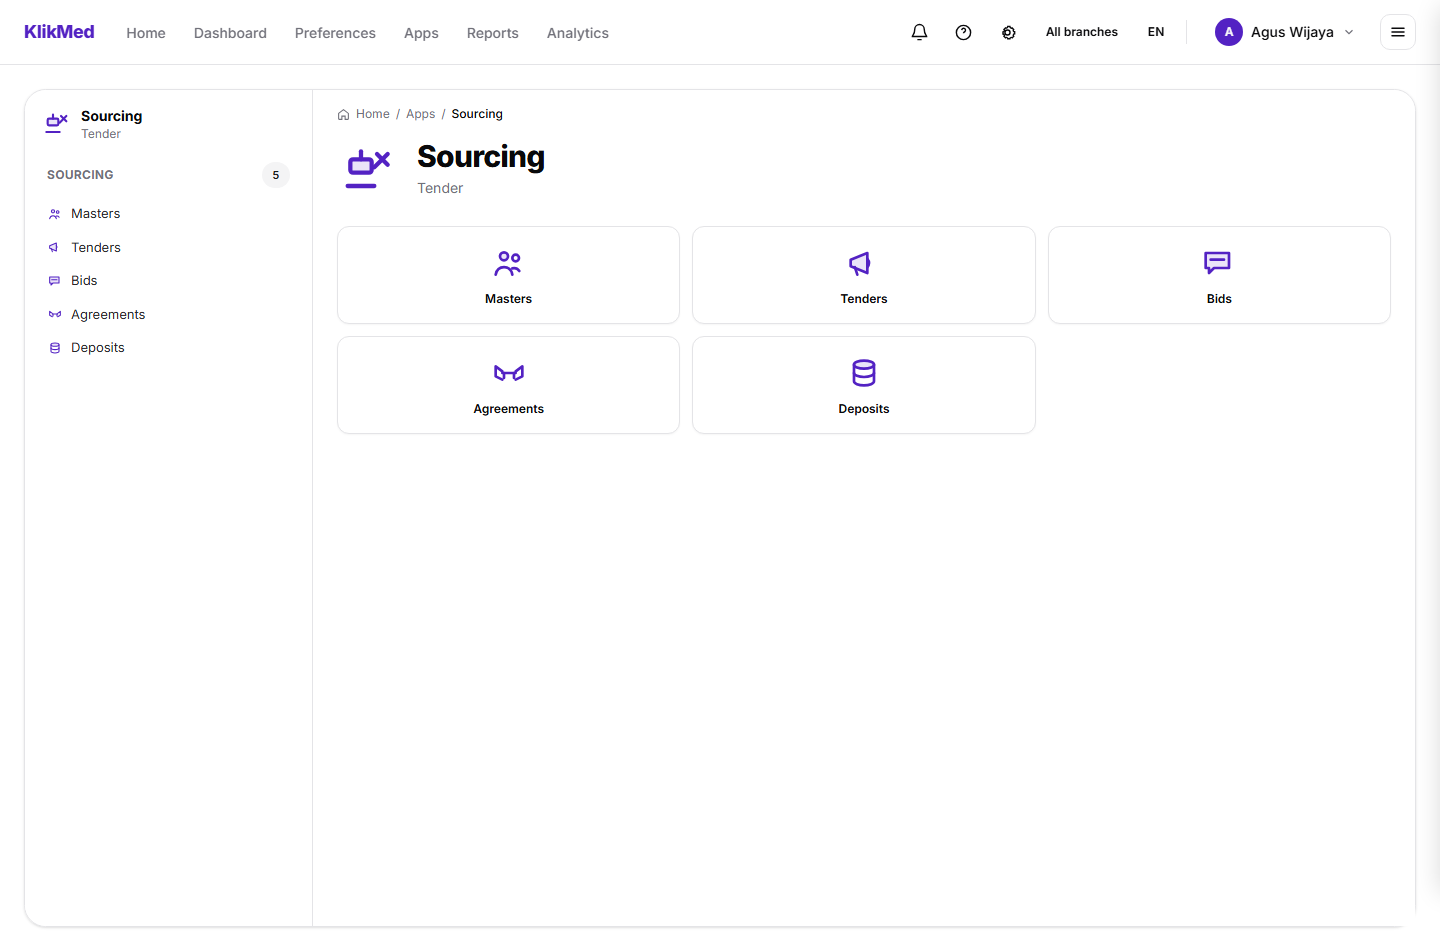 KlikMed Home Dashboard Preferences Apps Reports Analytics All branches EN A Agus Wijaya
Sourcing
Tender
SOURCING 5
Masters
Tenders
Bids
Agreements
Deposits
Home / Apps / Sourcing
Sourcing
Tender
Masters Tenders Bids
Agreements Deposits